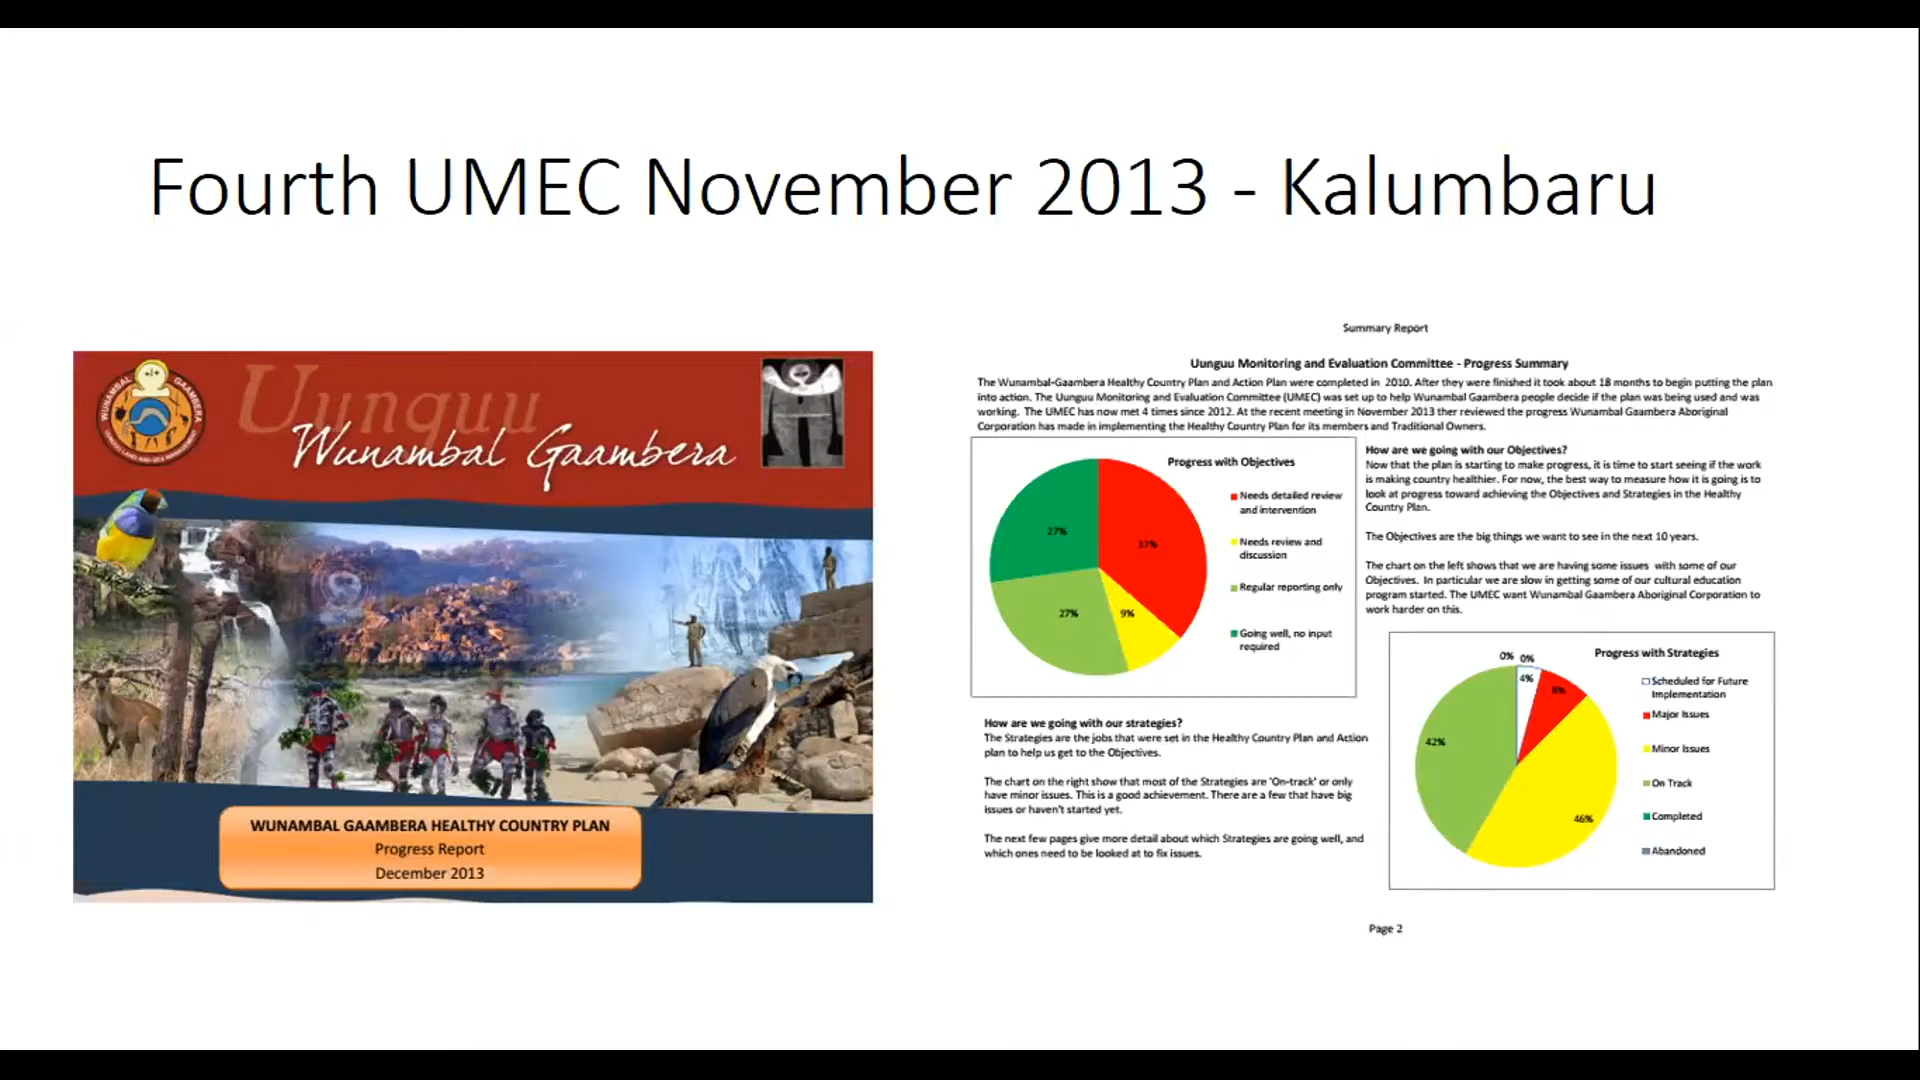 Fourth UMEC November 2013 - Kalumbaru
Uunguu
Wunambal Gaambera
WUNAMBAL GAAMBERA
UUNGUU LAND AND SEA MANAGEMENT
WUNAMBAL GAAMBERA HEALTHY COUNTRY PLAN
Progress Report
December 2013
Summary Report
Uunguu Monitoring and Evaluation Committee - Progress Summary
The Wunambal-Gaambera Healthy Country Plan and Action Plan were completed in 2010. After they were finished it took about 18 months to begin putting the plan
into action. The Uunguu Monitoring and Evaluation Committee (UMEC) was set up to help Wunambal Gaambera people decide if the plan was being used and was
working. The UMEC has now met 4 times since 2012. At the recent meeting in November 2013 ther reviewed the progress Wunambal Gaambera Aboriginal
Corporation has made in implementing the Healthy Country Plan for its members and Traditional Owners.
Progress with Objectives
Needs detailed review
and intervention
Needs review and
discussion
Regular reporting only
Going well, no input
required
27%
37%
27%
9%
How are we going with our Objectives?
Now that the plan is starting to make progress, it is time to start seeing if the work
is making country healthier. For now, the best way to measure how it is going is to
look at progress toward achieving the Objectives and Strategies in the Healthy
Country Plan.
The Objectives are the big things we want to see in the next 10 years.
The chart on the left shows that we are having some issues with some of our
Objectives. In particular we are slow in getting some of our cultural education
program started. The UMEC want Wunambal Gaambera Aboriginal Corporation to
work harder on this.
How are we going with our strategies?
The Strategies are the jobs that were set in the Healthy Country Plan and Action
plan to help us get to the Objectives.
The chart on the right show that most of the Strategies are 'On-track' or only
have minor issues. This is a good achievement. There are a few that have big
issues or haven't started yet.
The next few pages give more detail about which Strategies are going well, and
which ones need to be looked at to fix issues.
Progress with Strategies
0% 0%
4%
8%
42%
46%
Scheduled for Future
Implementation
Major Issues
Minor Issues
On Track
Completed
Abandoned
Page 2